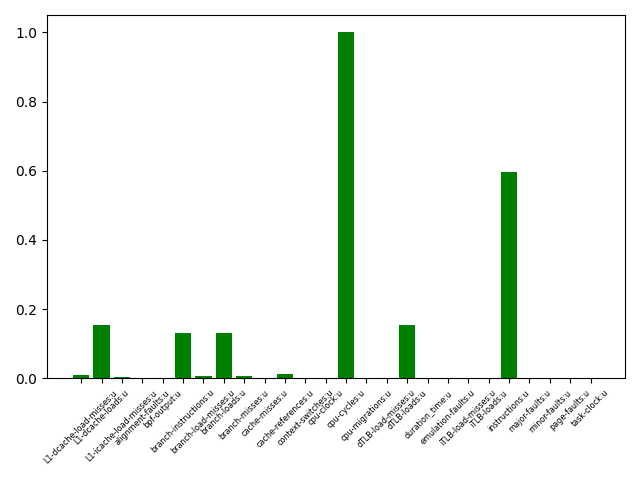 1.0
0.8
0.6
0.4
0.2
0.0
L1-dcache-load-misses:u
L1-dcache-loads:u
L1-icache-load-misses:u
alignment-faults:u
bpf-output:u
branch-instructions:u
branch-load-misses:u
branch-loads:u
branch-misses:u
cache-misses:u
cache-references:u
context-switches:u
cpu-clock:u
cpu-cycles:u
cpu-migrations:u
dTLB-load-misses:u
dTLB-loads:u
duration_time:u
emulation-faults:u
iTLB-load-misses:u
iTLB-loads:u
instructions:u
major-faults:u
minor-faults:u
page-faults:u
task-clock:u